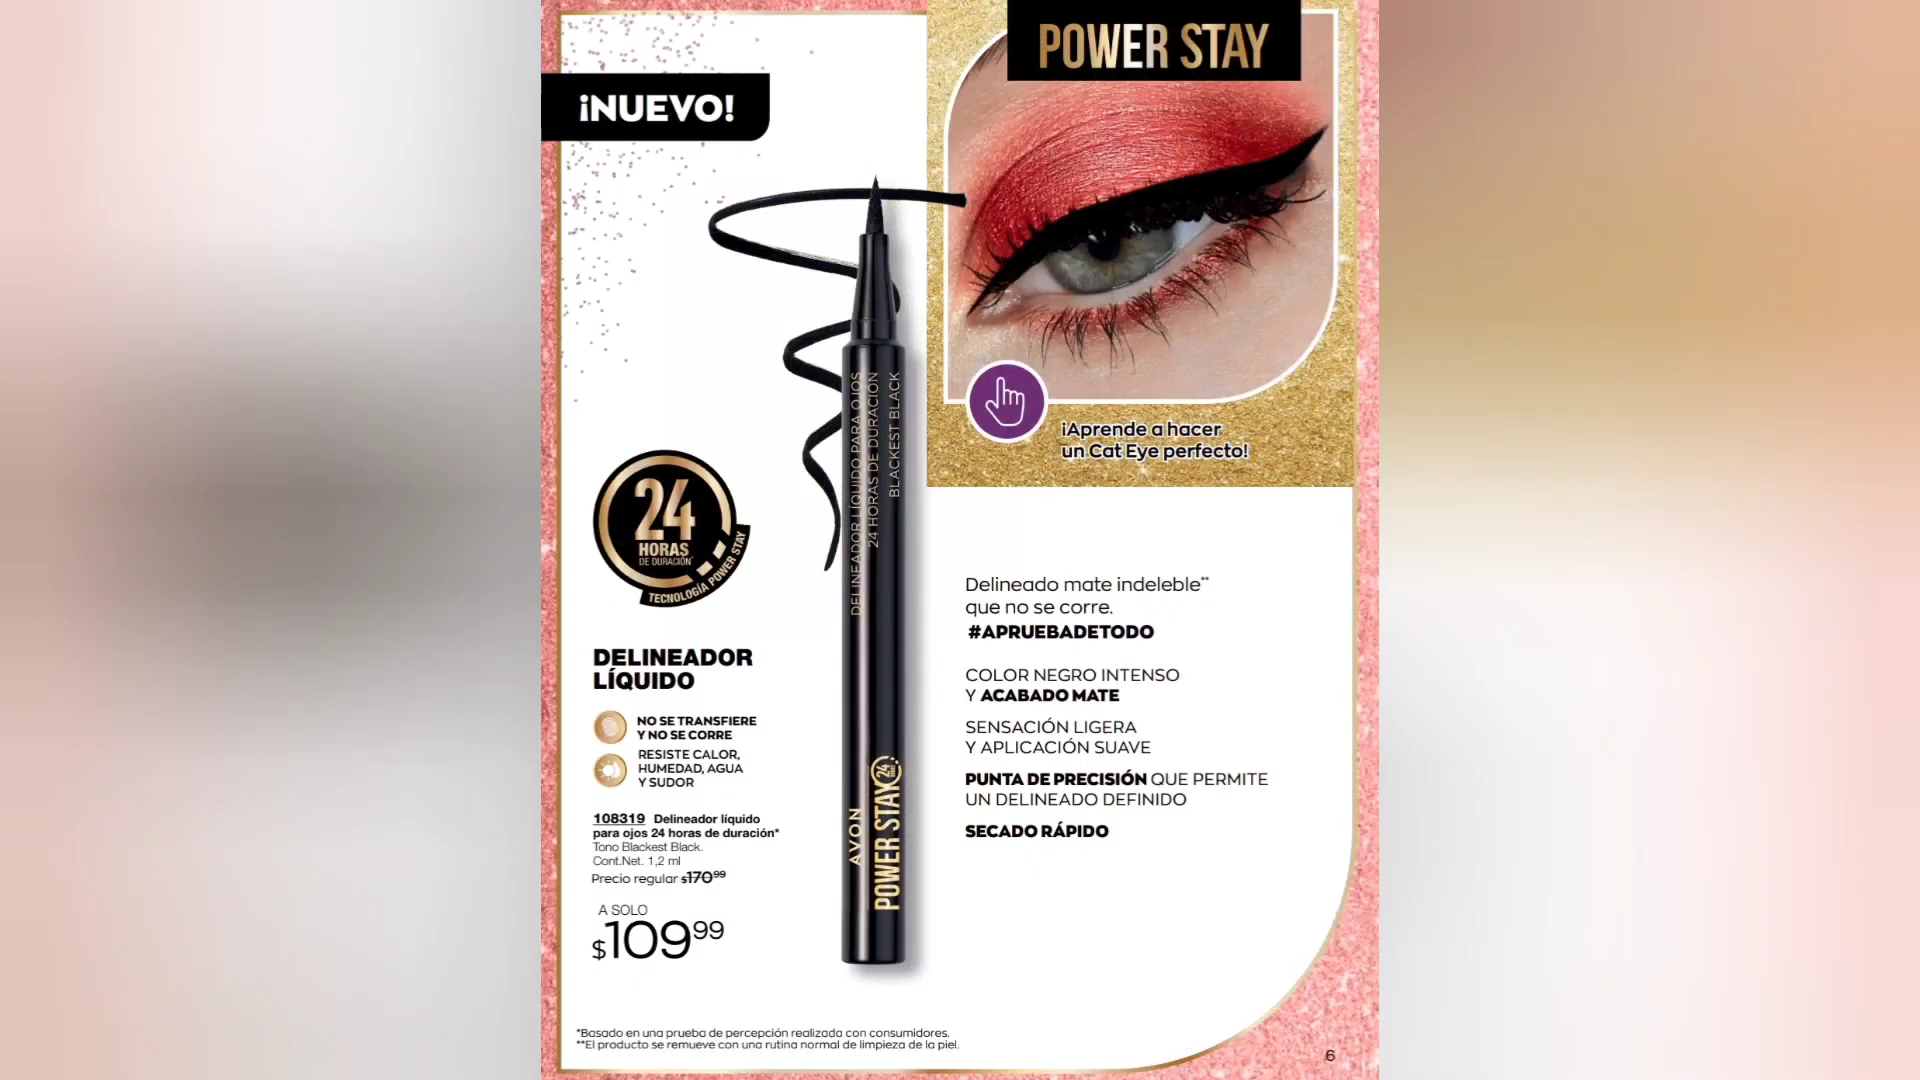 POWER STAY
¡NUEVO!
DELINEADOR LÍQUIDO PARA OJOS
24 HORAS DE DURACIÓN
BLACKEST BLACK
AVON
POWER STAY 24
¡Aprende a hacer
un Cat Eye perfecto!
24
HORAS
DE DURACIÓN*
TECNOLOGÍA POWER STAY
DELINEADOR
LÍQUIDO
NO SE TRANSFIERE
Y NO SE CORRE
RESISTE CALOR,
HUMEDAD, AGUA
Y SUDOR
108319 Delineador líquido
para ojos 24 horas de duración*
Tono Blackest Black.
Cont.Net. 1,2 ml
Precio regular $17099
A SOLO
$10999
Delineado mate indeleble**
que no se corre.
#APRUEBADETODO
COLOR NEGRO INTENSO
Y ACABADO MATE
SENSACIÓN LIGERA
Y APLICACIÓN SUAVE
PUNTA DE PRECISIÓN QUE PERMITE
UN DELINEADO DEFINIDO
SECADO RÁPIDO
*Basado en una prueba de percepción realizada con consumidores.
**El producto se remueve con una rutina normal de limpieza de la piel.
6